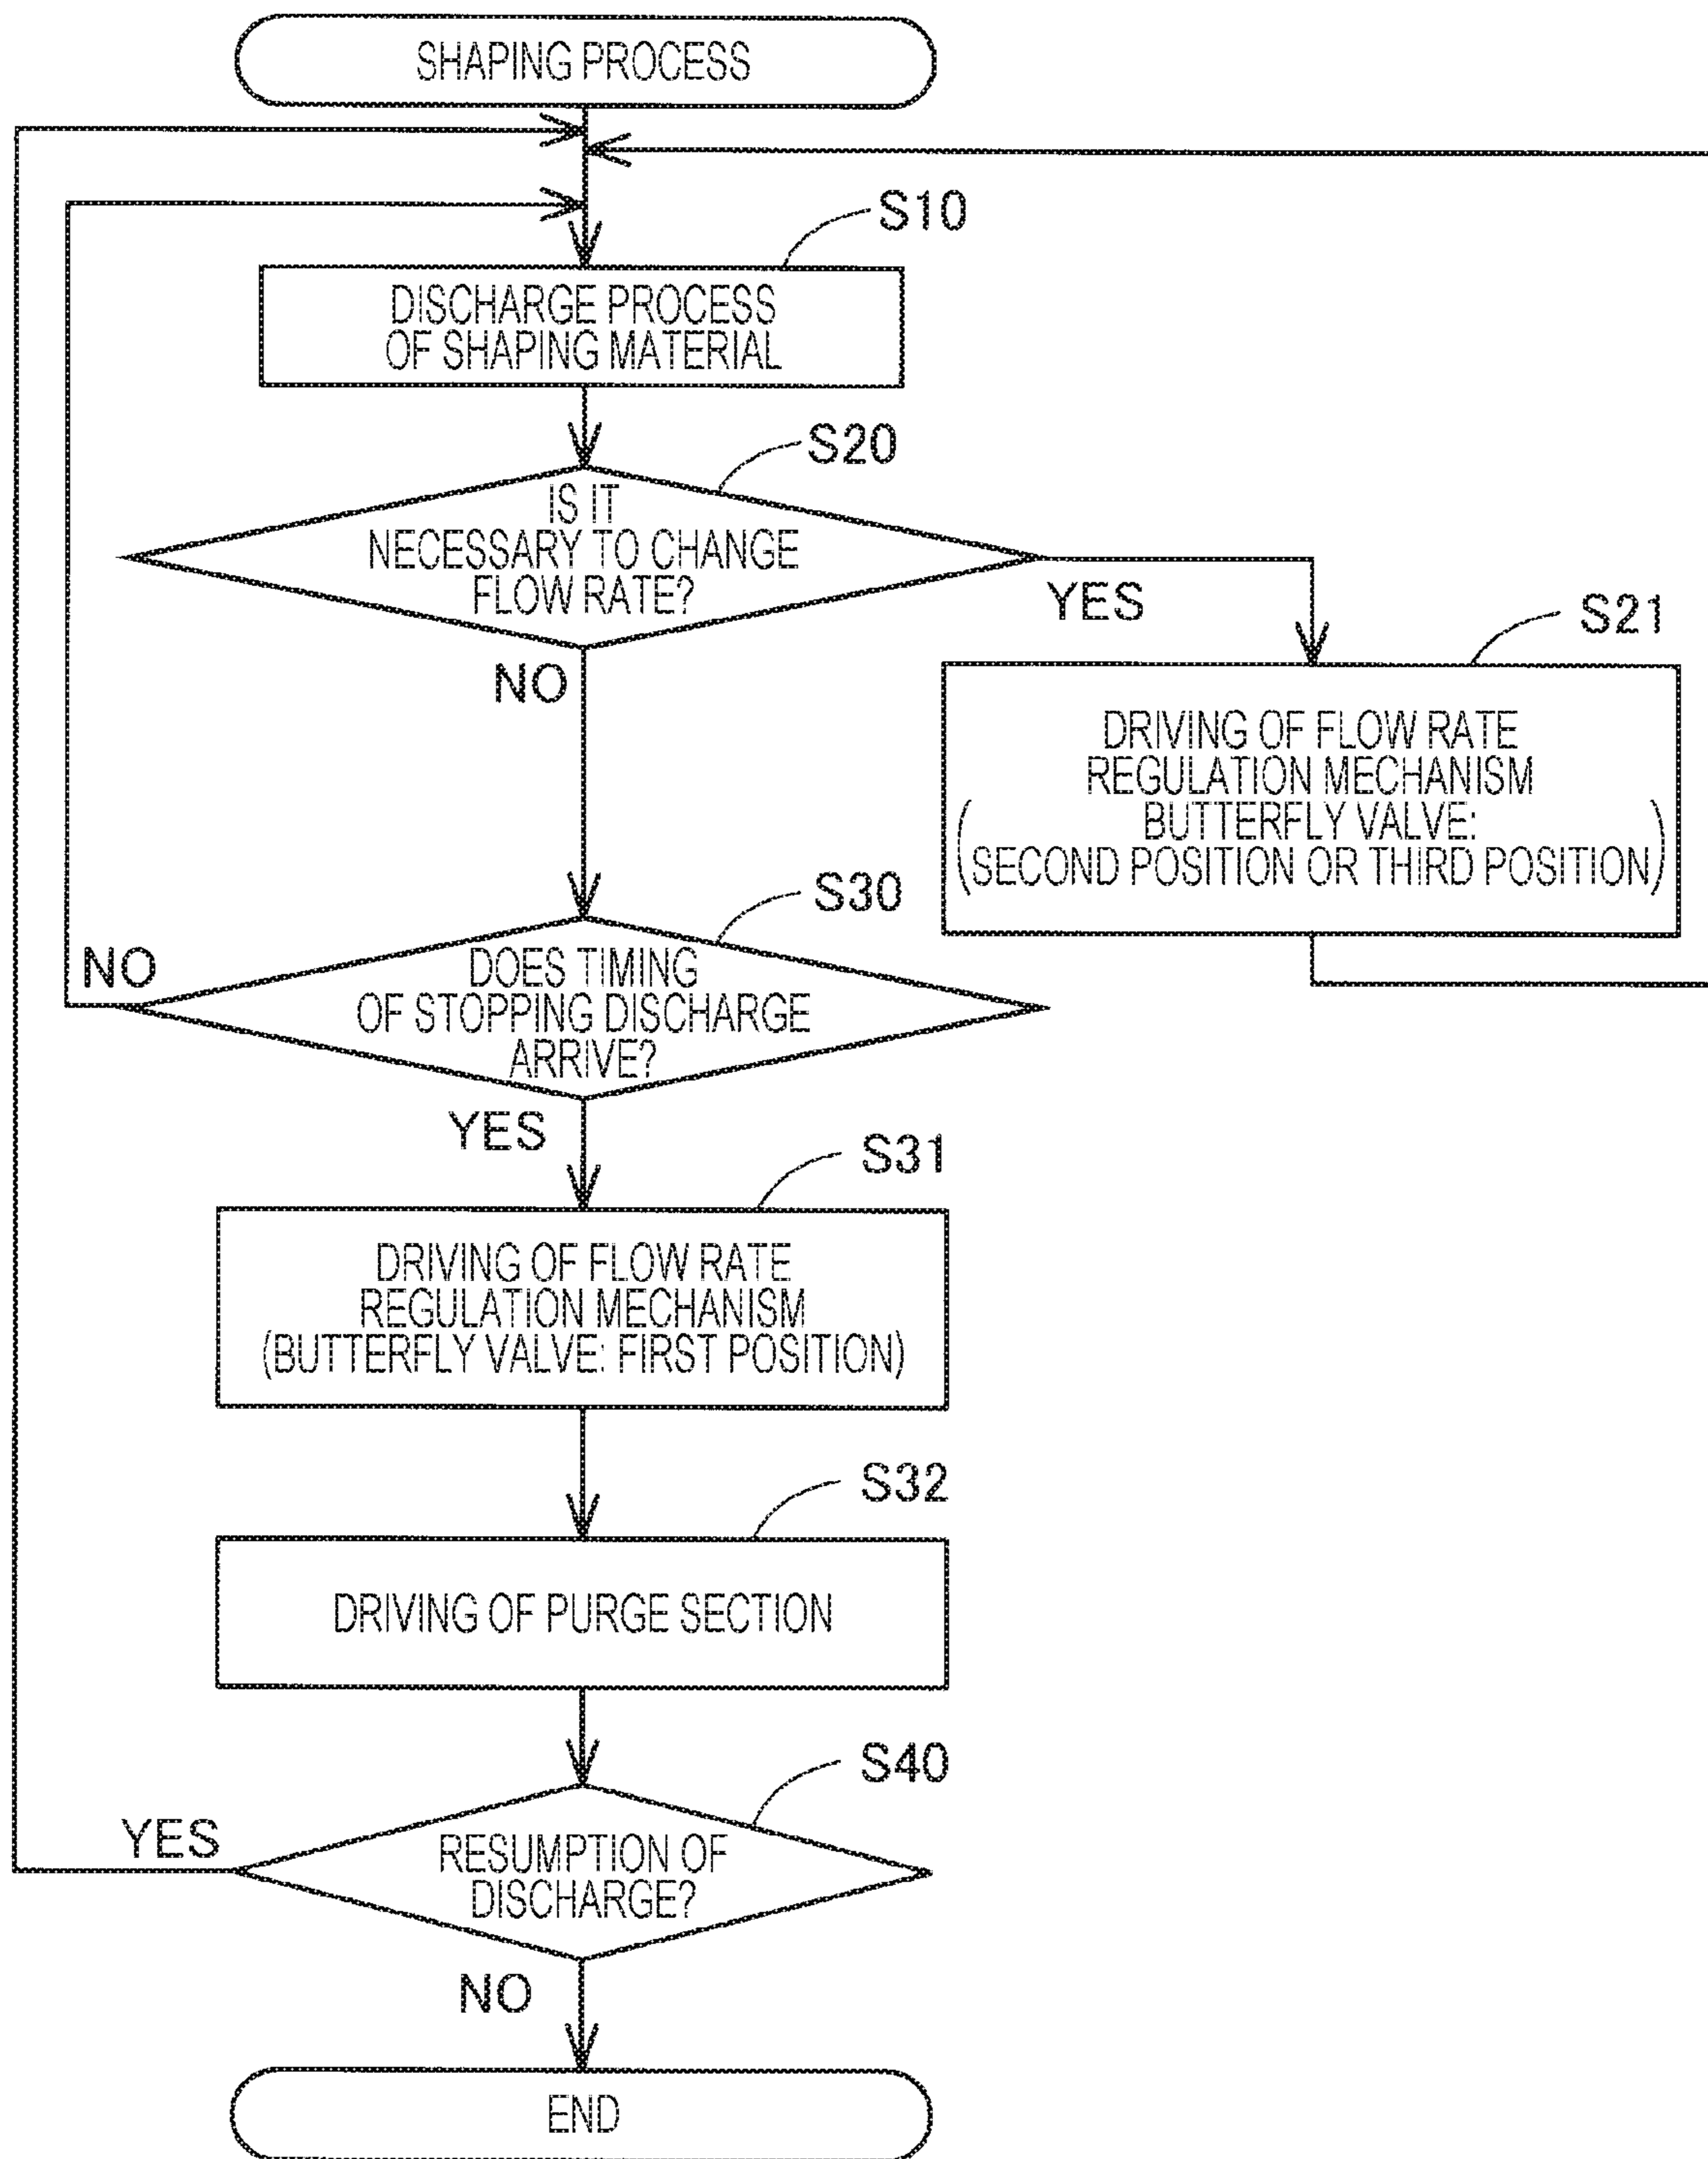 SHAPING PROCESS
S10
DISCHARGE PROCESS
OF SHAPING MATERIAL
S20
IS IT
NECESSARY TO CHANGE
FLOW RATE?
YES
NO
S21
DRIVING OF FLOW RATE
REGULATION MECHANISM
BUTTERFLY VALVE:
(SECOND POSITION OR THIRD POSITION)
S30
DOES TIMING
OF STOPPING DISCHARGE
ARRIVE?
NO
YES
S31
DRIVING OF FLOW RATE
REGULATION MECHANISM
(BUTTERFLY VALVE: FIRST POSITION)
S32
DRIVING OF PURGE SECTION
S40
RESUMPTION OF
DISCHARGE?
YES
NO
END